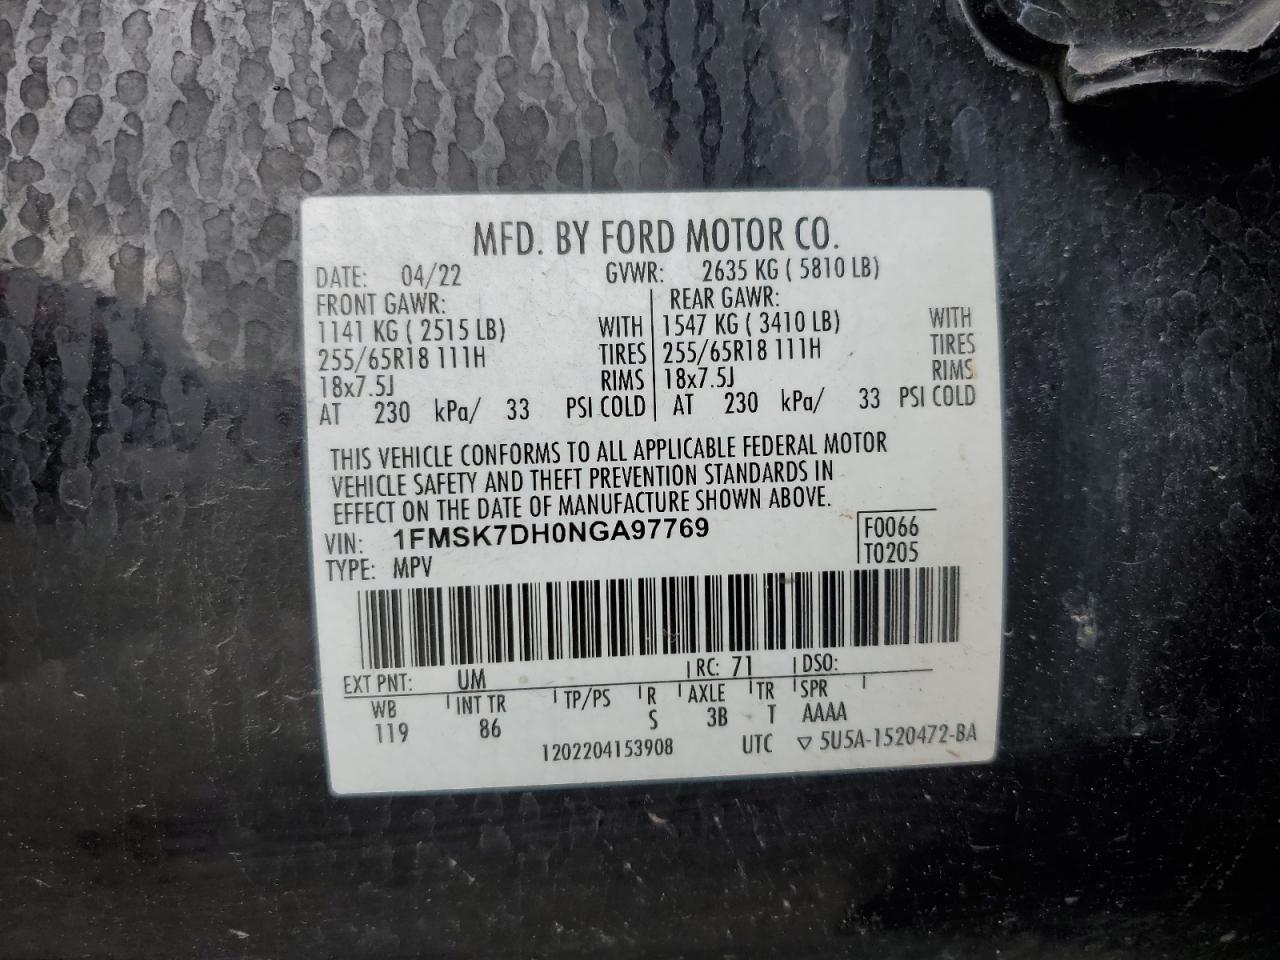 MFD. BY FORD MOTOR CO.
DATE: 04/22 GVWR: 2635 KG ( 5810 LB)
FRONT GAWR: REAR GAWR:
1141 KG ( 2515 LB) WITH 1547 KG ( 3410 LB) WITH
255/65R18 111H TIRES 255/65R18 111H TIRES
18x7.5J RIMS 18x7.5J RIMS
AT 230 kPa/ 33 PSI COLD AT 230 kPa/ 33 PSI COLD
THIS VEHICLE CONFORMS TO ALL APPLICABLE FEDERAL MOTOR
VEHICLE SAFETY AND THEFT PREVENTION STANDARDS IN
EFFECT ON THE DATE OF MANUFACTURE SHOWN ABOVE.
VIN: 1FMSK7DH0NGA97769 F0066
TYPE: MPV T0205
EXT PNT: UM RC: 71 DSO:
WB INT TR TP/PS R AXLE TR SPR
119 86 S 3B T AAAA
1202204153908 UTC ▽ 5U5A-1520472-BA